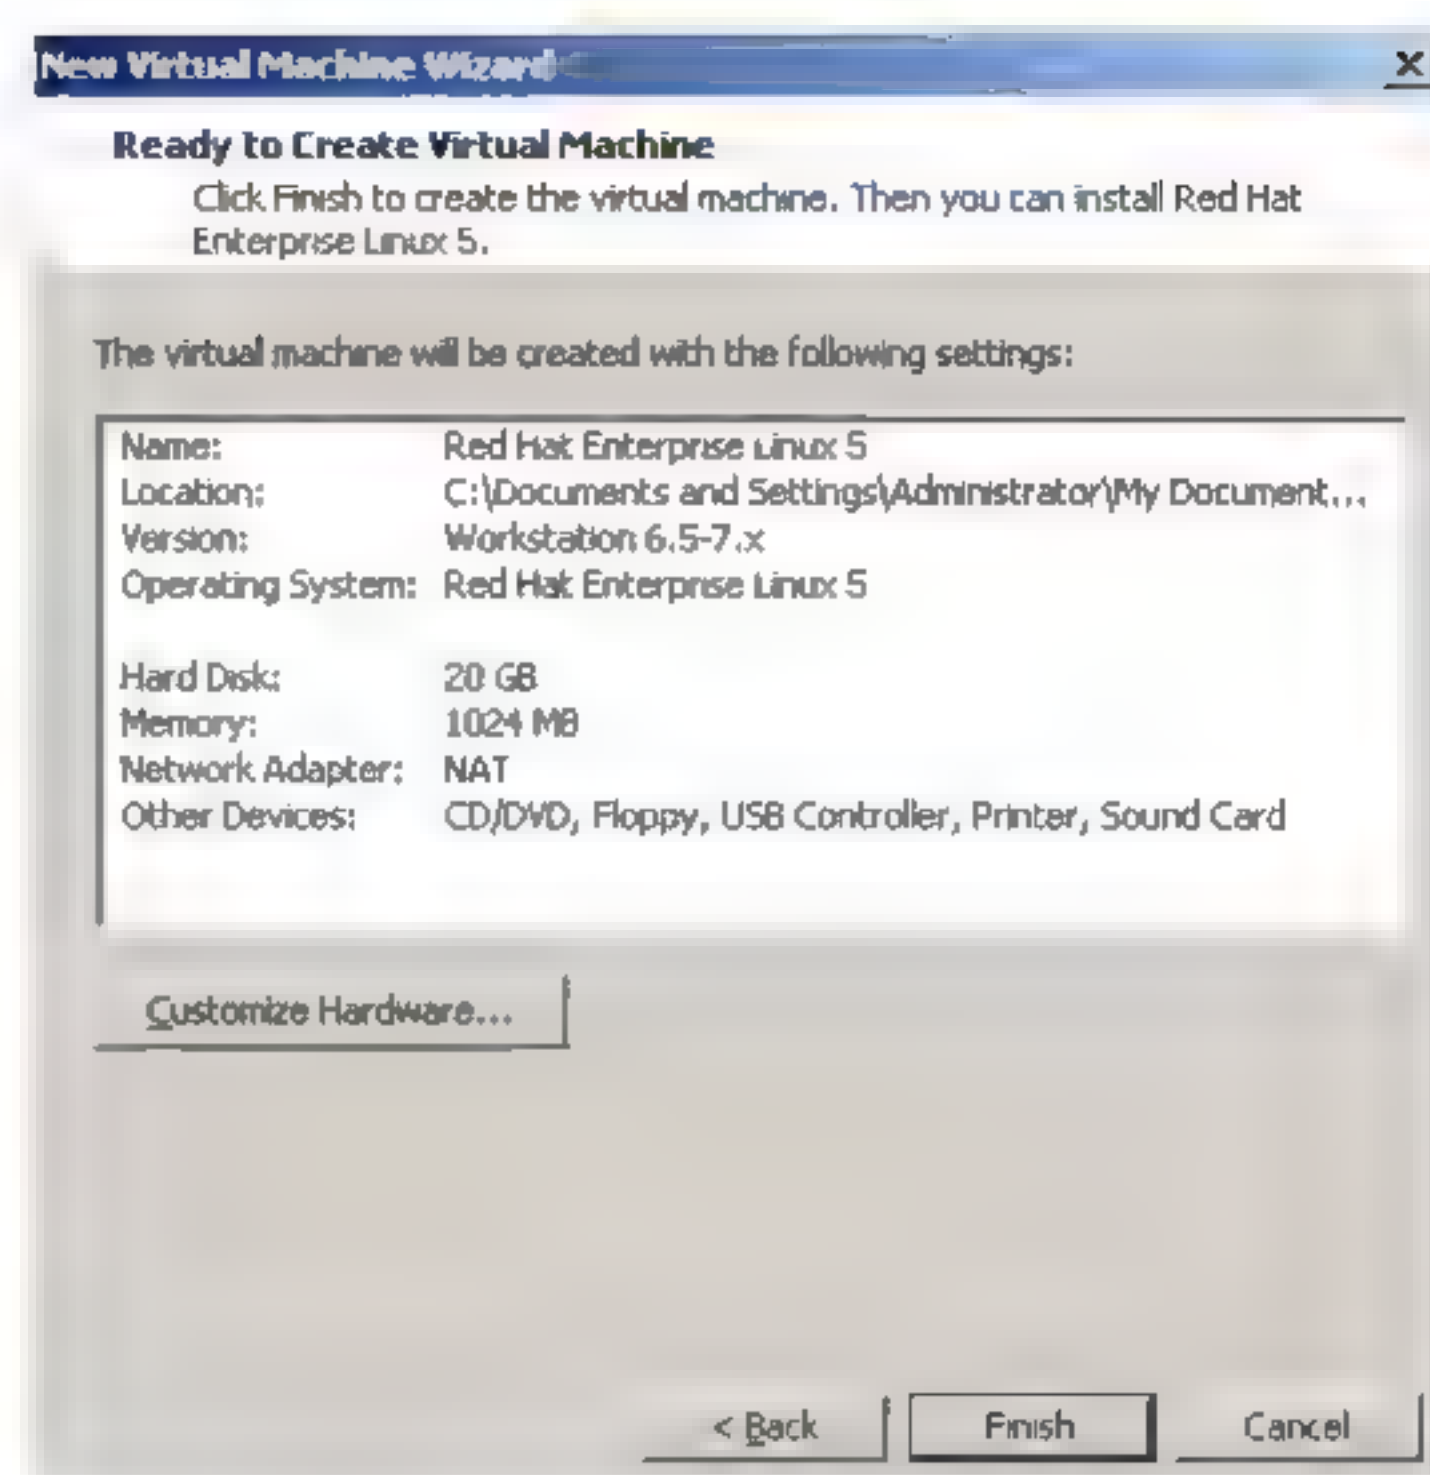 New Virtual Machine Wizard
Ready to Create Virtual Machine
Click Finish to create the virtual machine. Then you can install Red Hat
Enterprise Linux 5.
The virtual machine will be created with the following settings:
Name: Red Hat Enterprise Linux 5
Location: C:\Documents and Settings\Administrator\My Document...
Version: Workstation 6.5-7.x
Operating System: Red Hat Enterprise Linux 5
Hard Disk: 20 GB
Memory: 1024 MB
Network Adapter: NAT
Other Devices: CD/DVD, Floppy, USB Controller, Printer, Sound Card
Customize Hardware...
< Back Finish Cancel